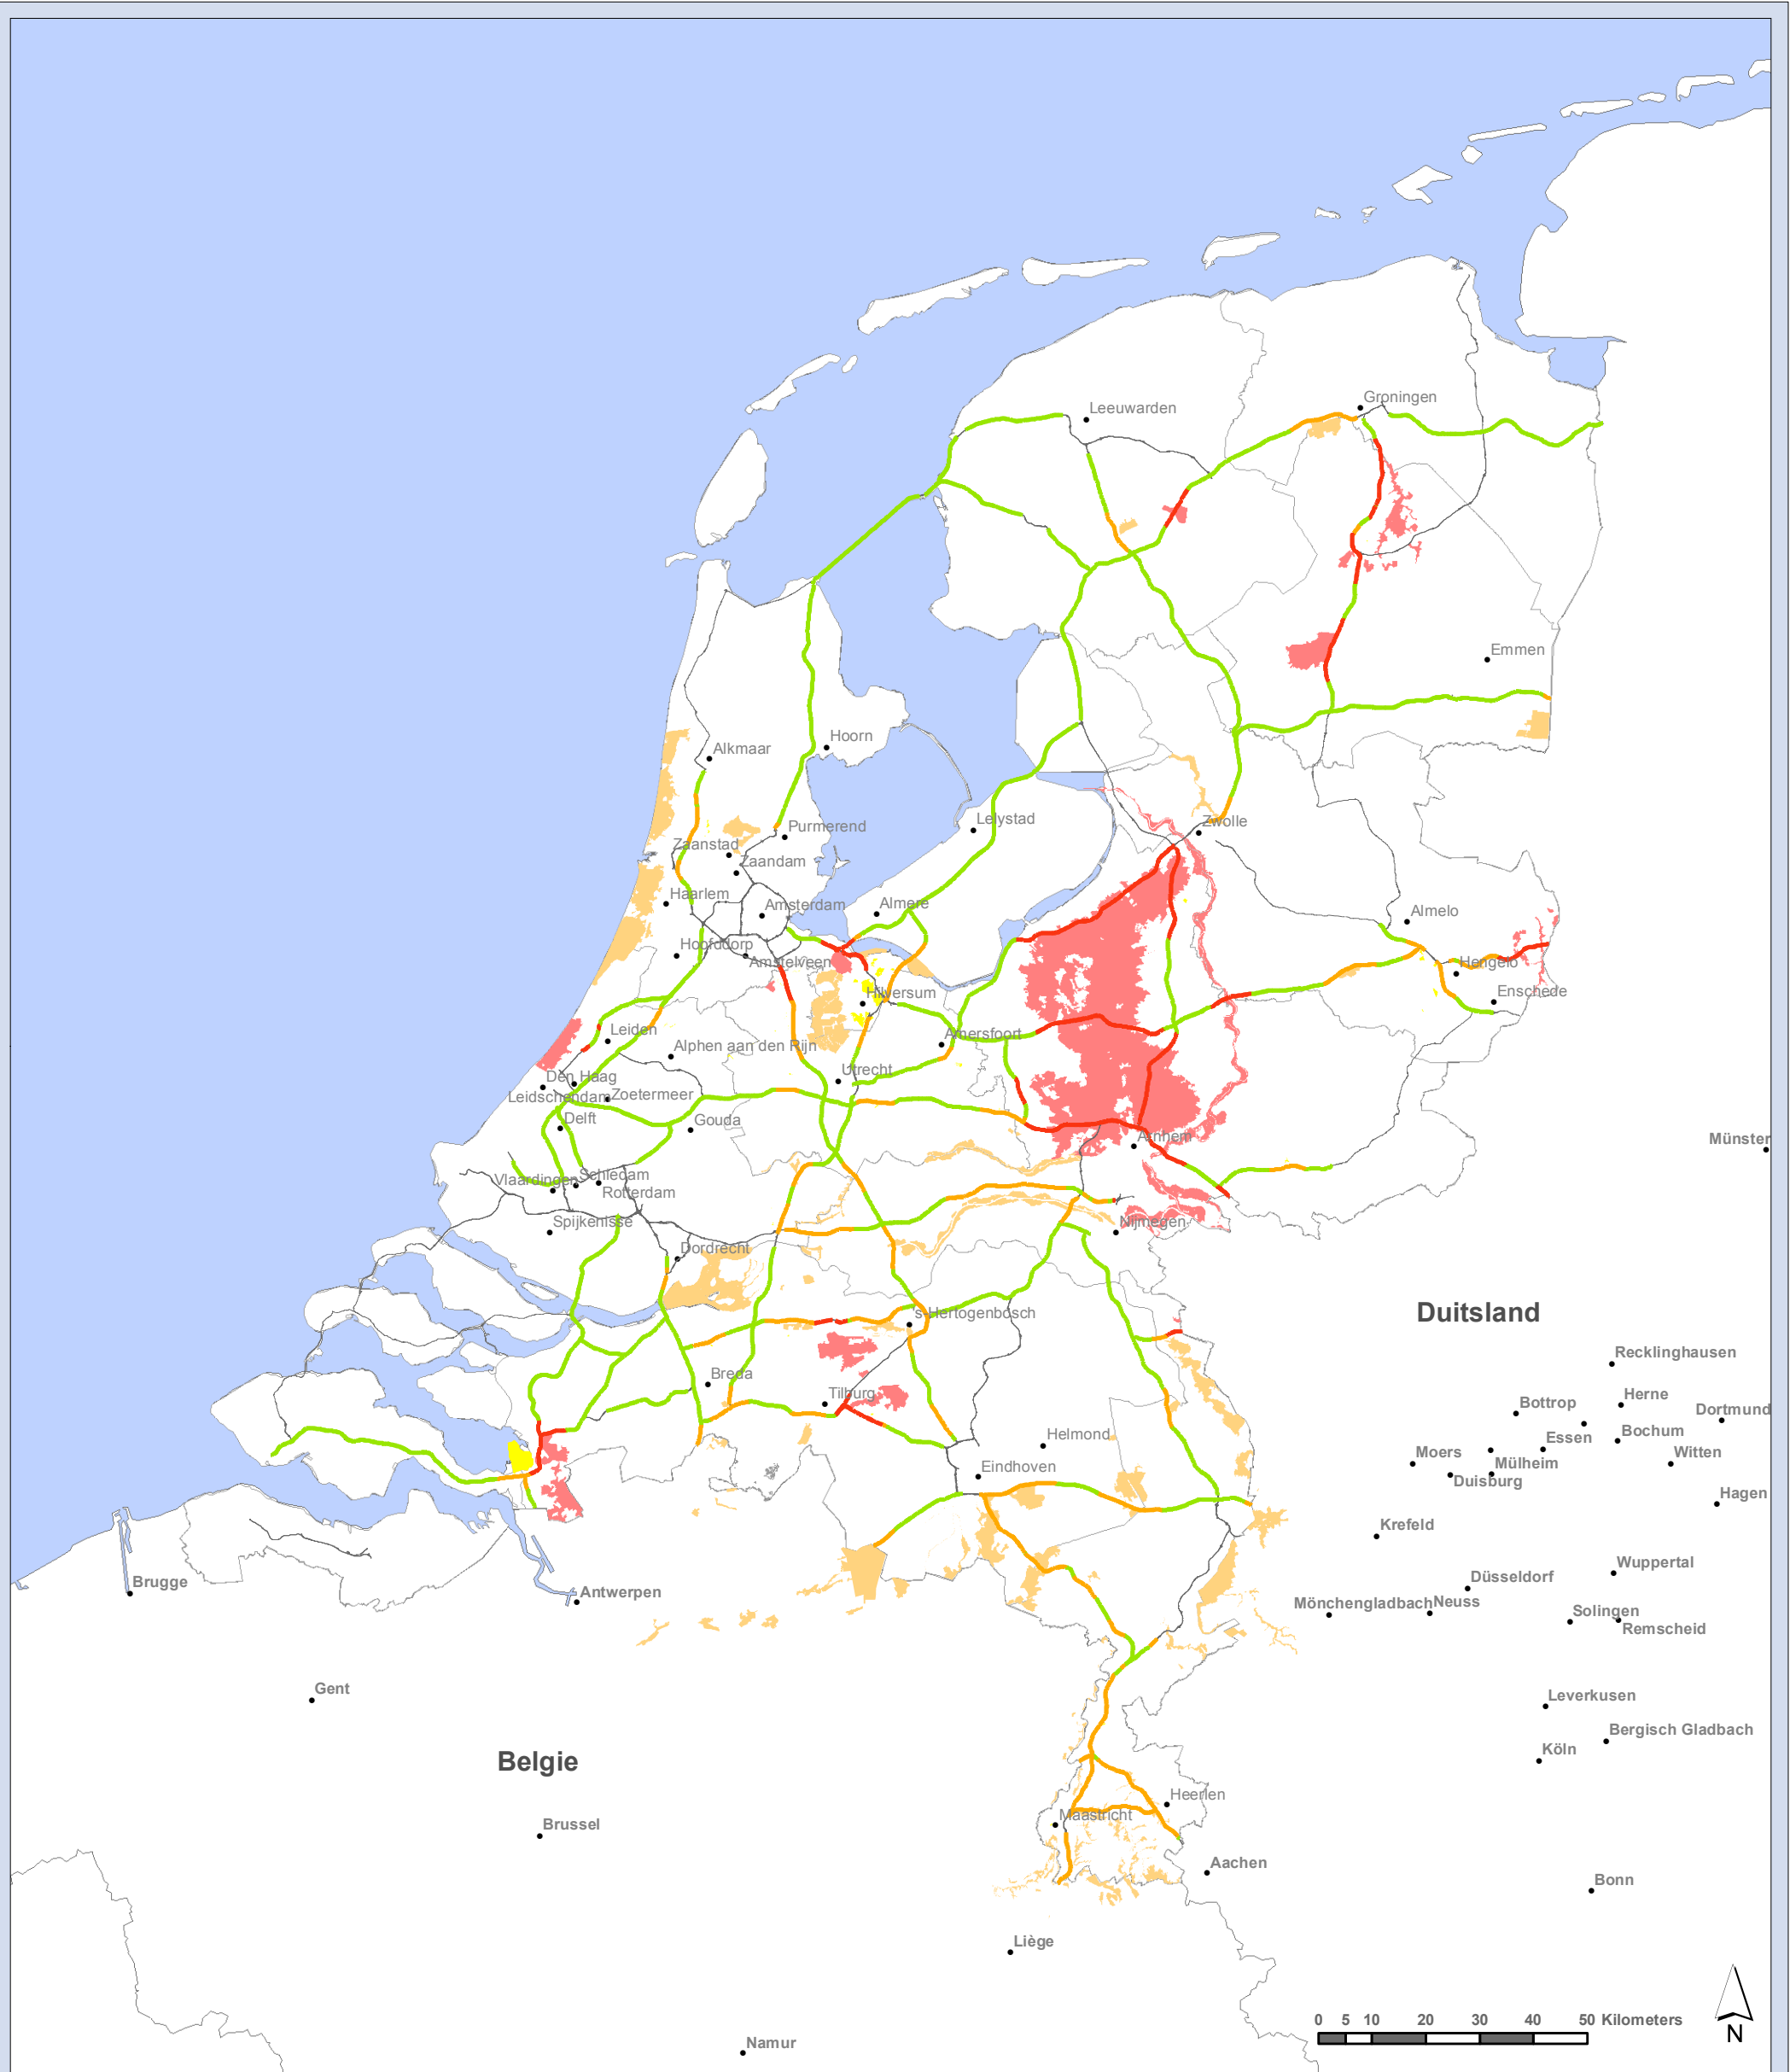 Groningen
Leeuwarden
Emmen
Alkmaar
Hoorn
Lelystad
Purmerend
Zwolle
Zaanstad
Zaandam
Haarlem
Amsterdam
Almere
Almelo
Hoofddorp
Amstelveen
Hengelo
Hilversum
Enschede
Leiden
Amersfoort
Alphen aan den Rijn
Utrecht
Den Haag
Leidschendam
Zoetermeer
Delft
Gouda
Arnhem
Münster
Schiedam
Vlaardingen
Rotterdam
Spijkenisse
Nijmegen
Dordrecht
Duitsland
's-Hertogenbosch
Recklinghausen
Breda
Tilburg
Herne
Bottrop
Dortmund
Bochum
Helmond
Essen
Moers
Witten
Mülheim
Eindhoven
Duisburg
Hagen
Krefeld
Wuppertal
Düsseldorf
Brugge
Antwerpen
Mönchengladbach
Neuss
Solingen
Remscheid
Gent
Leverkusen
Bergisch Gladbach
Köln
Belgie
Heerlen
Maastricht
Brussel
Aachen
Bonn
Liège
0 5 10 20 30 40 50 Kilometers
N
Namur